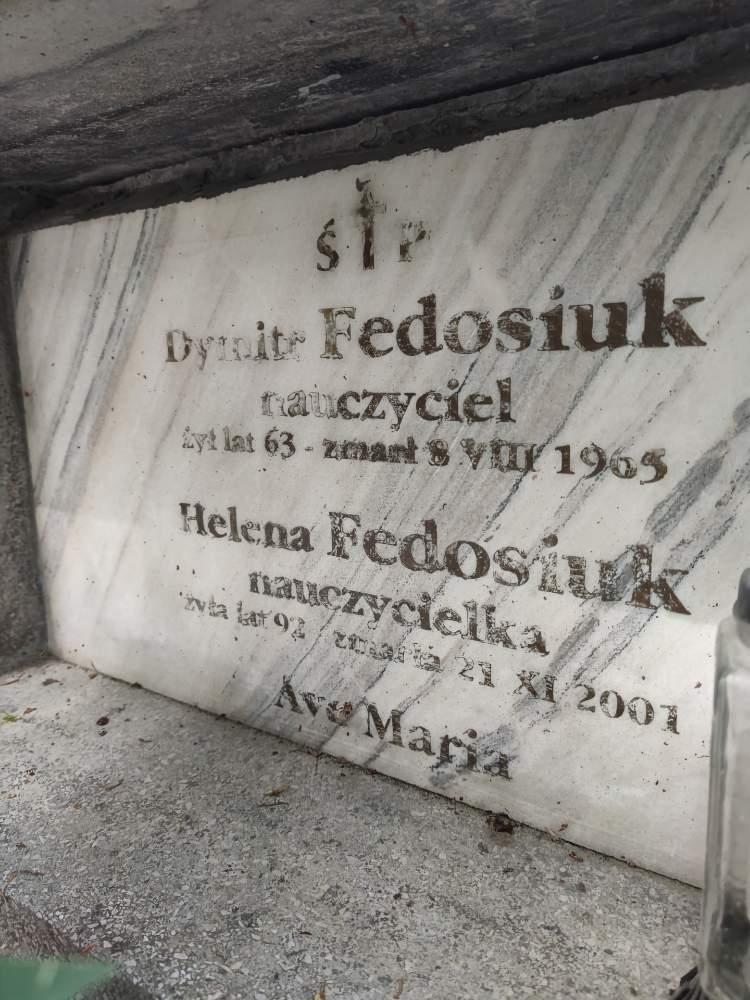 Ś † P
Dymitr Fedosiuk
nauczyciel
żył lat 63 - zmarł 8 VIII 1965
Helena Fedosiuk
nauczycielka
żyła lat 92 zmarła 21 XI 2001
Ave Maria